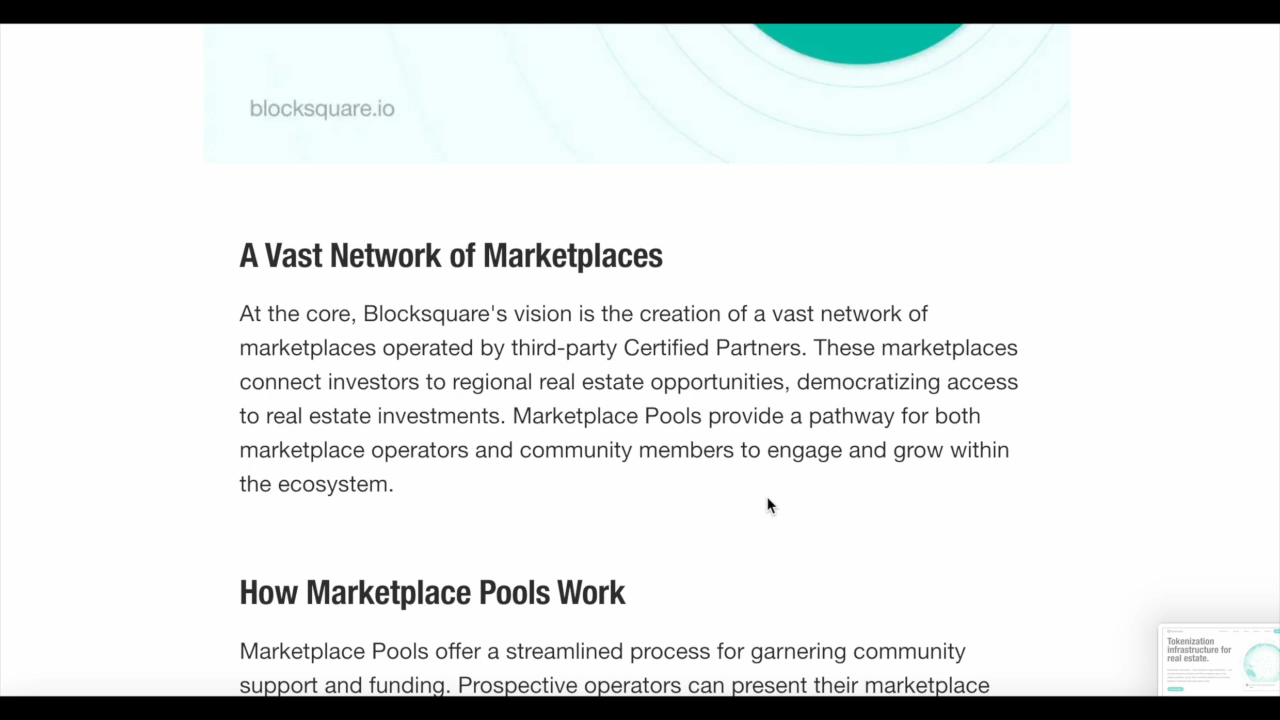 blocksquare.io
A Vast Network of Marketplaces
At the core, Blocksquare's vision is the creation of a vast network of
marketplaces operated by third-party Certified Partners. These marketplaces
connect investors to regional real estate opportunities, democratizing access
to real estate investments. Marketplace Pools provide a pathway for both
marketplace operators and community members to engage and grow within
the ecosystem.
How Marketplace Pools Work
Marketplace Pools offer a streamlined process for garnering community
support and funding. Prospective operators can present their marketplace
Tokenization
infrastructure for
real estate.